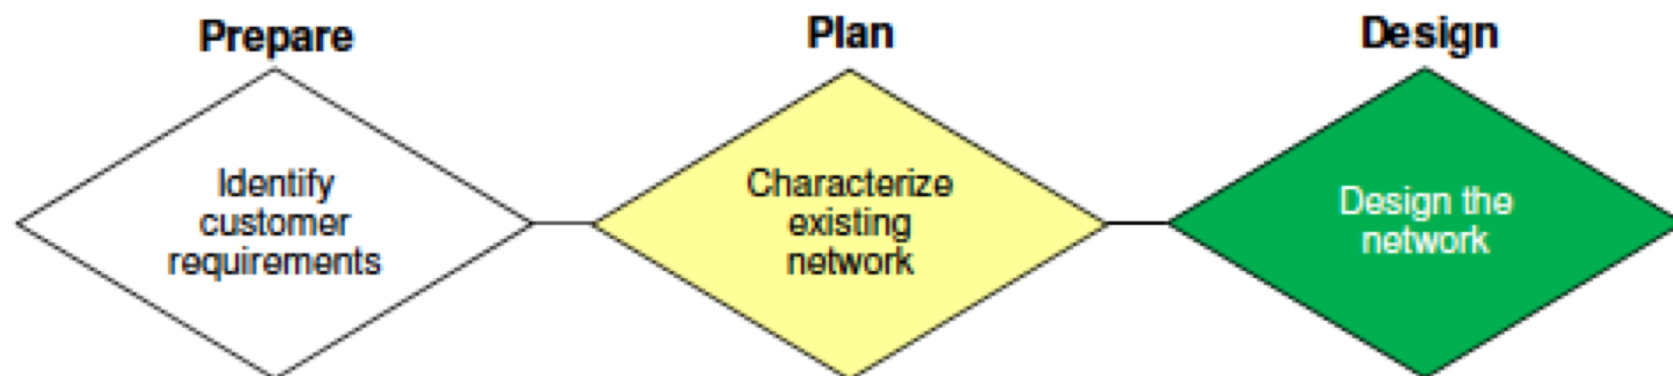 Prepare
Plan
Design
Identify
customer
requirements
Characterize
existing
network
Design the
network